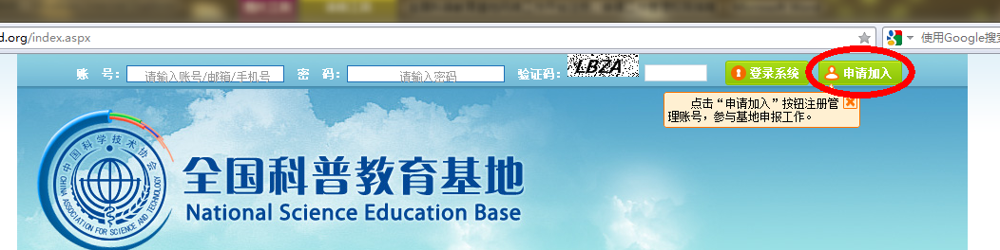 d.org/index.aspx
使用Google搜索
账 号： 请输入账号/邮箱/手机号 密 码： 请输入密码 验证码： LBZA 登录系统 申请加入
点击“申请加入”按钮注册管
理账号，参与基地申报工作。
中国科学技术协会
CHINA ASSOCIATION FOR SCIENCE AND TECHNOLOGY
全国科普教育基地
National Science Education Base